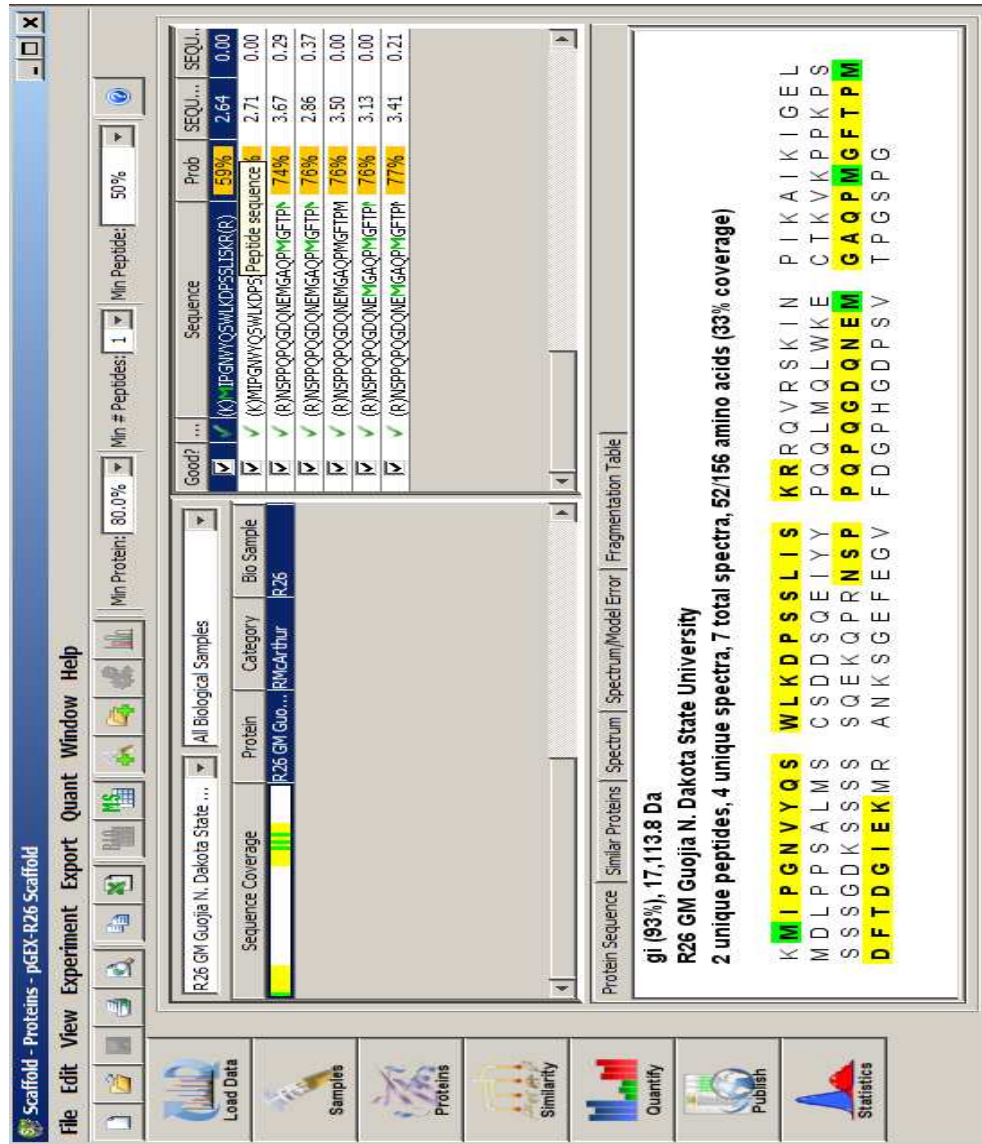 Scaffold - Proteins - pGEX-R26 Scaffold
File Edit View Experiment Export Quant Window Help
Min Protein: 80.0% Min # Peptides: 1 Min Peptide: 50%
Load Data
Samples
Proteins
Similarity
Quantify
Publish
Statistics
R26 GM Guojia N. Dakota State ... All Biological Samples
Sequence Coverage Protein Category Bio Sample
R26 GM Guo... RMcArthur R26
Good? ... Sequence Prob SEQU... SEQU...
(K)MIPGNVYQSWLKDPSSLISKR(R) 59% 2.64 0.00
(K)MIPGNVYQSWLKDPS Peptide sequence 2.71 0.00
(R)NSPPQPQGDQNEMGAQPMGFTPM 74% 3.67 0.29
(R)NSPPQPQGDQNEMGAQPMGFTPM 76% 2.86 0.37
(R)NSPPQPQGDQNEMGAQPMGFTPM 76% 3.50 0.00
(R)NSPPQPQGDQNEMGAQPMGFTPM 76% 3.13 0.00
(R)NSPPQPQGDQNEMGAQPMGFTPM 77% 3.41 0.21
Protein Sequence Similar Proteins Spectrum Spectrum/Model Error Fragmentation Table
gi (93%), 17,113.8 Da
R26 GM Guojia N. Dakota State University
2 unique peptides, 4 unique spectra, 7 total spectra, 52/156 amino acids (33% coverage)
K M I P G N V Y Q S W L K D P S S L I S K R R Q V R S K I N P I K A I K I G E L
M D L P P S A L M S C S D D S Q E I Y Y P Q Q L M Q L W K E C T K V K P P K P S
S S S G D K S S S S S Q E K Q P R N S P P Q P Q G D Q N E M G A Q P M G F T P M
D F T D G I E K M R A N K S G E F E G V F D G P H G D P S V T P G S P G